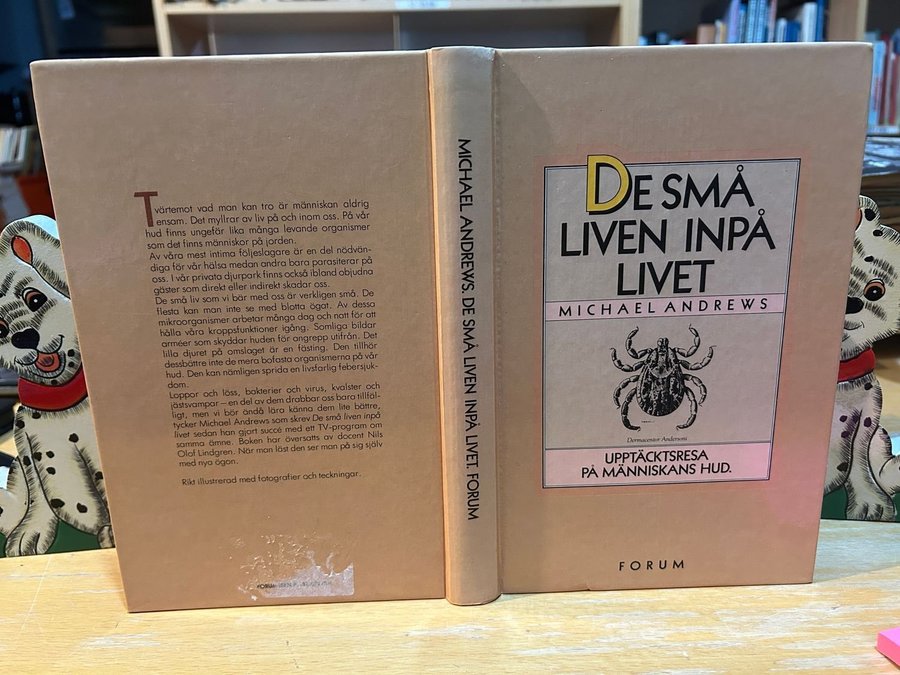 Tvärtemot vad man kan tro är människan aldrig
ensam. Det myllrar av liv på och inom oss. På vår
hud finns ungefär lika många levande organismer
som det finns människor på jorden.
Av våra mest intima följeslagare är en del nödvän-
diga för vår hälsa medan andra bara parasiterar på
oss. I vår privata djurpark finns också ibland objudna
gäster som direkt eller indirekt skadar oss.
De små liv som vi bär med oss är verkligen små. De
flesta kan man inte se med blotta ögat. Av dessa
mikroorganismer arbetar många dag och natt för att
hålla våra kroppsfunktioner igång. Somliga bildar
arméer som skyddar huden för angrepp utifrån. Det
lilla djuret på omslaget är en fästing. Den tillhör
dessbättre inte de mera bofasta organismerna på vår
hud. Den kan nämligen sprida en livsfarlig febersjuk-
dom.
Loppor och löss, bakterier och virus, kvalster och
jästsvampar – en del av dem drabbar oss bara tillfäl-
ligt, men vi bör ändå lära känna dem lite bättre,
tycker Michael Andrews som skrev De små liven inpå
livet sedan han gjort succé med ett TV-program om
samma ämne. Boken har översatts av docent Nils
Olof Lindgren. När man läst den ser man på sig själv
med nya ögon.
Rikt illustrerad med fotografier och teckningar.
FORUM
MICHAEL ANDREWS. DE SMÅ LIVEN INPÅ LIVET. FORUM
DE SMÅ
LIVEN INPÅ
LIVET
MICHAEL ANDREWS
Dermacentor Andersoni
UPPTÄCKTSRESA
PÅ MÄNNISKANS HUD.
FORUM